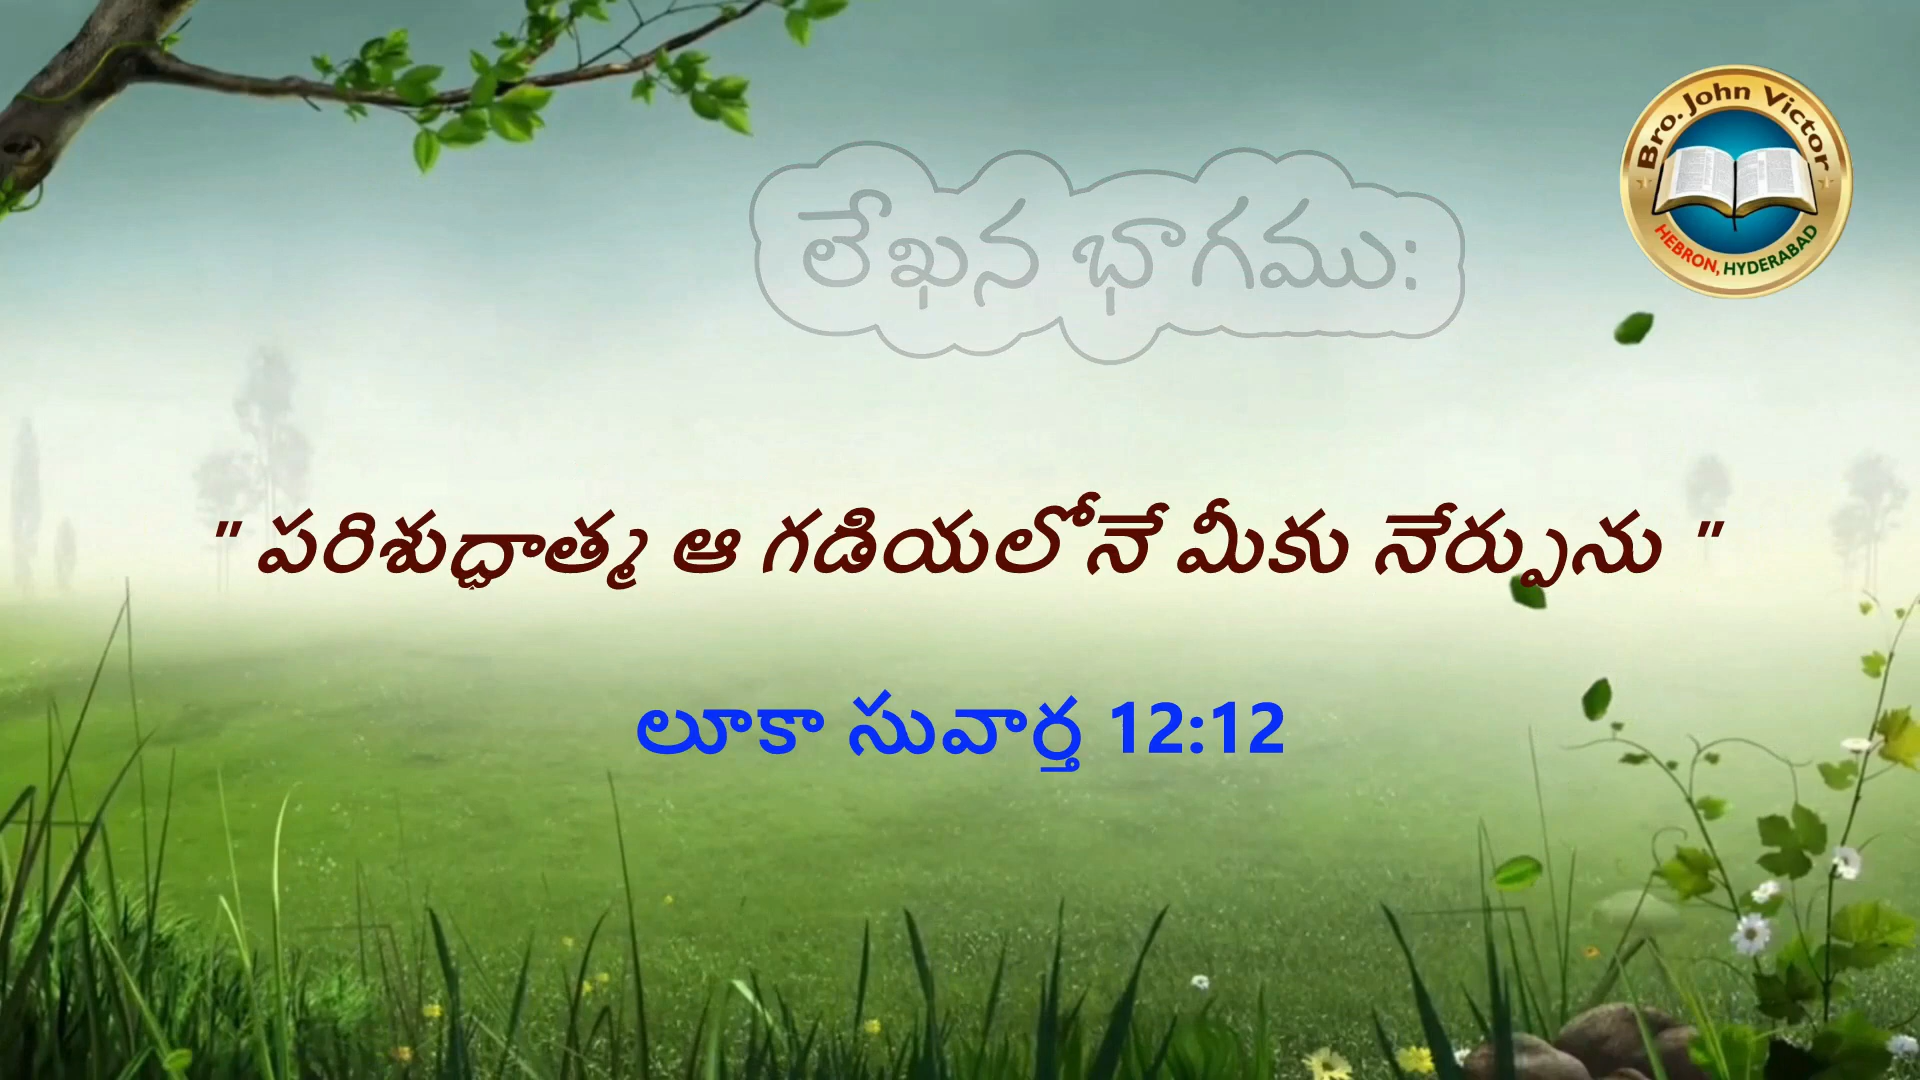 Bro. John Victor
HEBRON, HYDERABAD
లేఖన భాగము:
" పరిశుధ్ధాత్మ ఆ గడియలోనే మీకు నేర్పును "
లూకా సువార్త 12:12